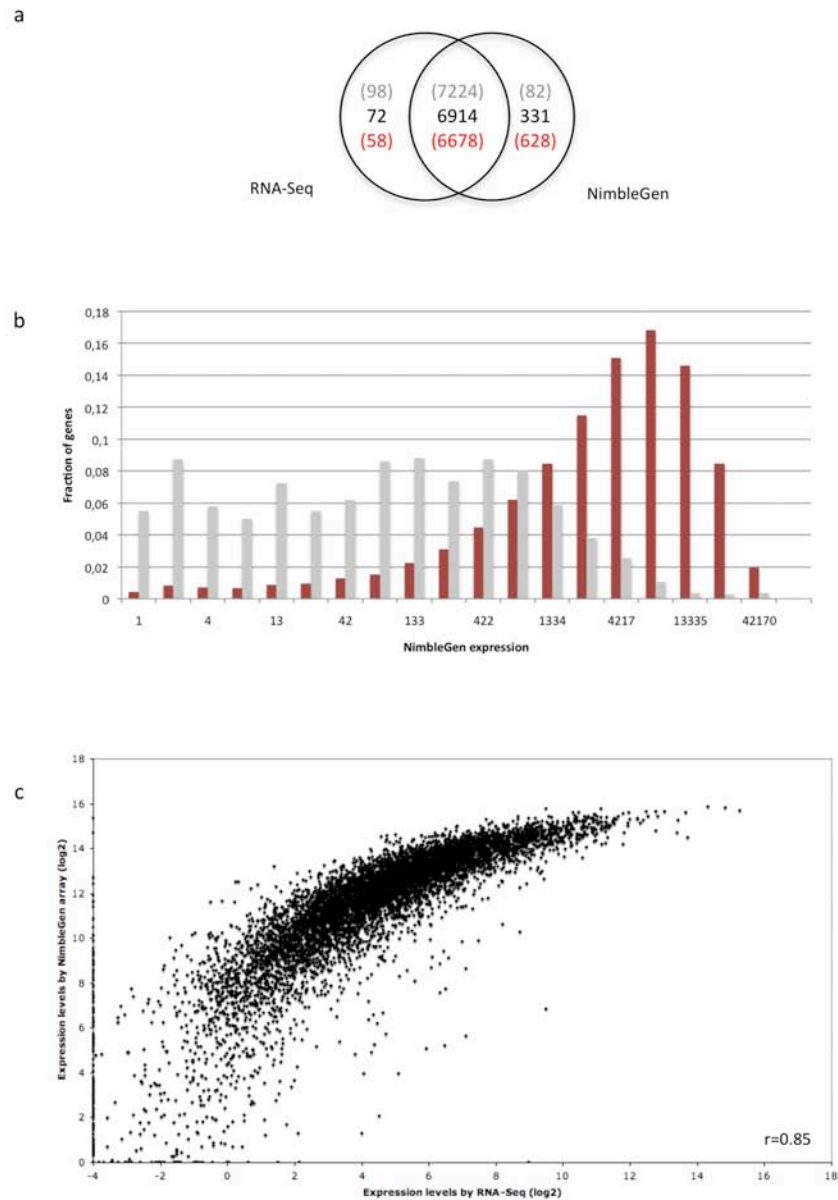 a
(98) (7224) (82)
72 6914 331
(58) (6678) (628)
RNA-Seq NimbleGen
b
0,18
0,16
0,14
0,12
0,1
0,08
0,06
0,04
0,02
0
Fraction of genes
1 4 13 42 133 422 1334 4217 13335 42170
NimbleGen expression
c
18
16
14
12
10
8
6
4
2
0
Expression levels by NimbleGen array (log2)
r=0.85
-4 -2 0 2 4 6 8 10 12 14 16 18
Expression levels by RNA-Seq (log2)